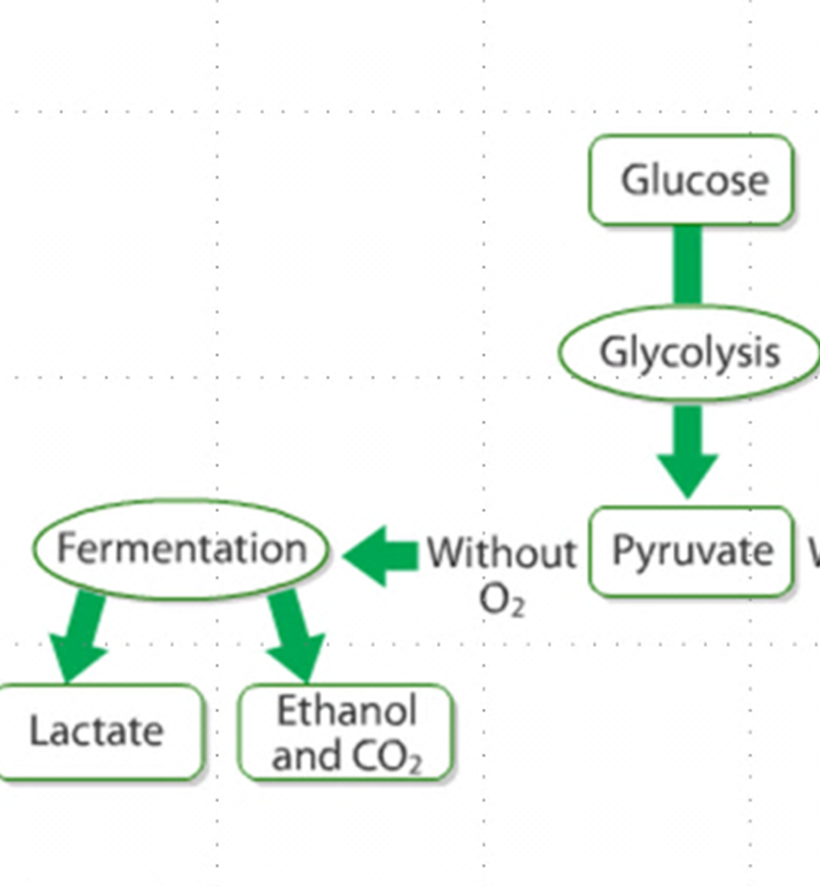 Glucose
Glycolysis
Fermentation
Without
O₂
Pyruvate
Lactate
Ethanol
and CO₂